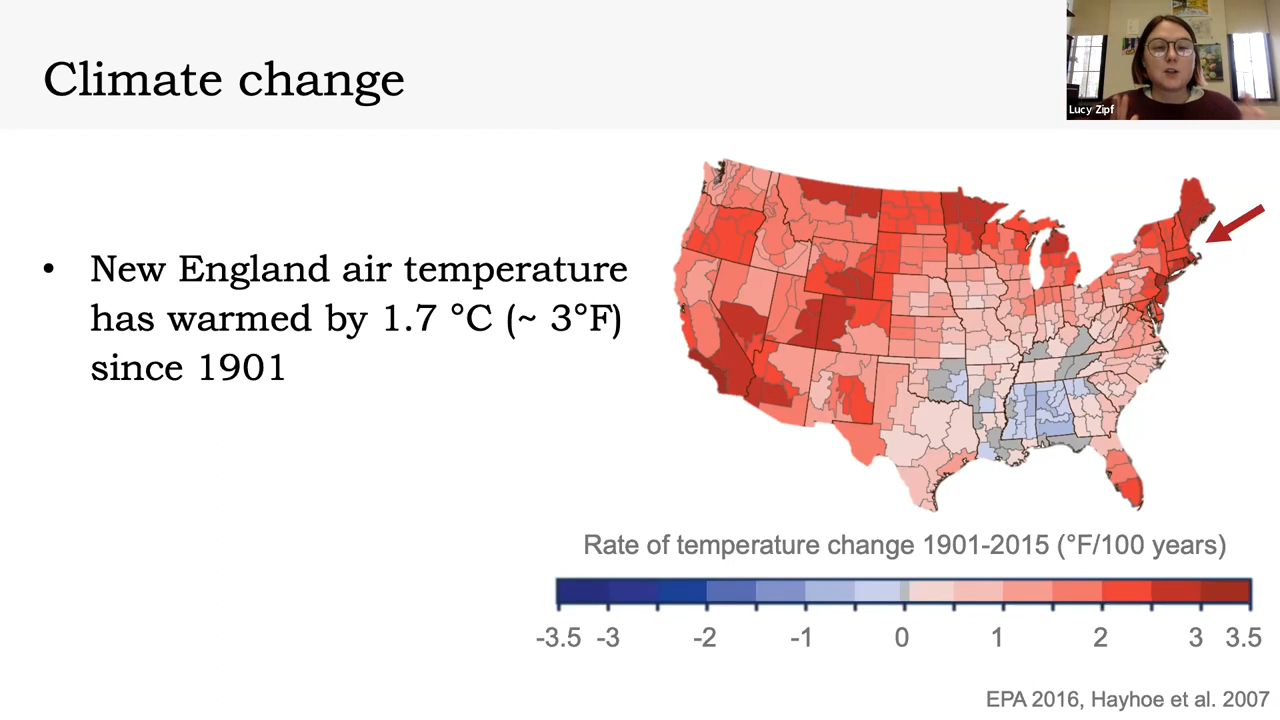 Climate change
Lucy Zipf
• New England air temperature
has warmed by 1.7 °C (~ 3°F)
since 1901
Rate of temperature change 1901-2015 (°F/100 years)
-3.5 -3 -2 -1 0 1 2 3 3.5
EPA 2016, Hayhoe et al. 2007